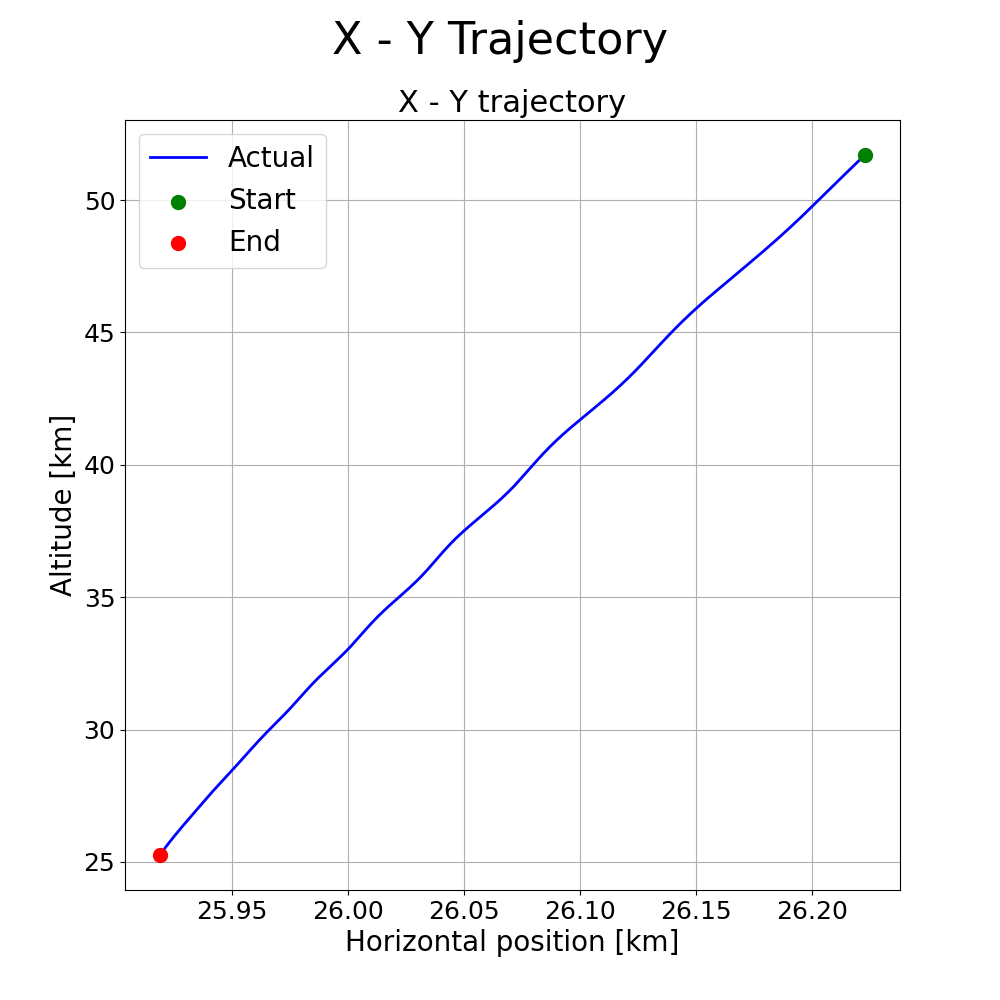 X - Y Trajectory
X - Y trajectory
Actual
Start
End
Altitude [km]
50
45
40
35
30
25
25.95 26.00 26.05 26.10 26.15 26.20
Horizontal position [km]